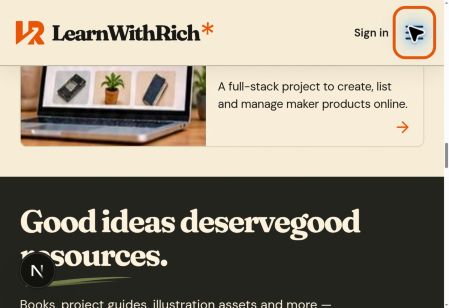 LearnWithRich*
Sign in
A full-stack project to create, list
and manage maker products online.
Good ideas deservegood
resources.
N
Books, project guides, illustration assets and more —